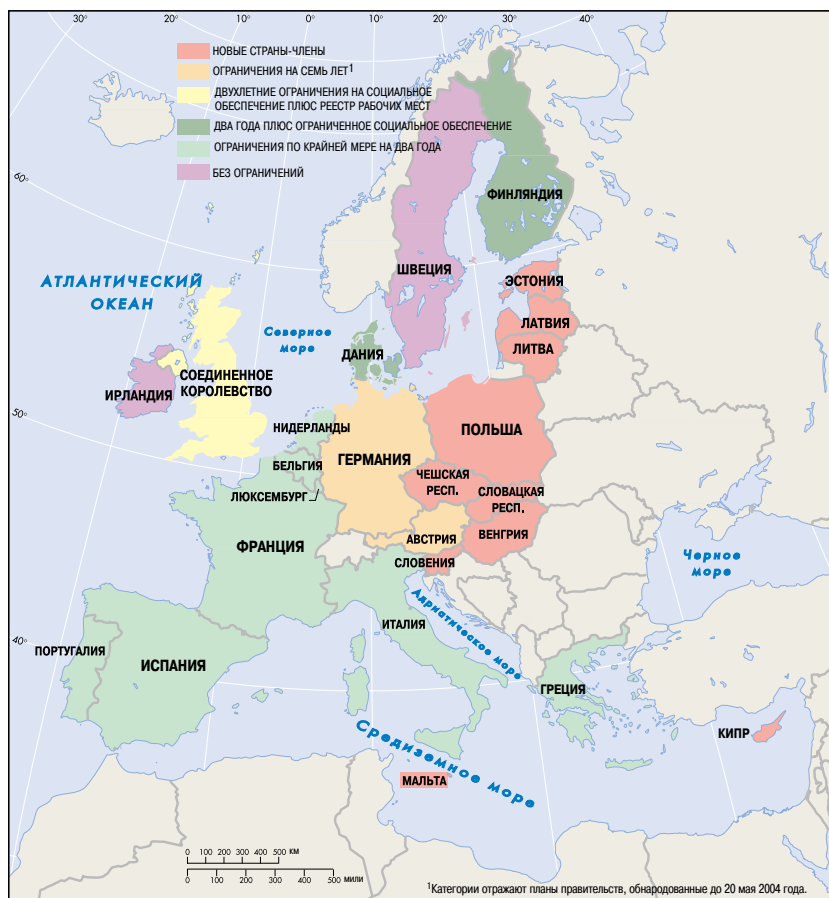 30°
20°
10°
0°
10°
20°
30°
40°
НОВЫЕ СТРАНЫ-ЧЛЕНЫ
ОГРАНИЧЕНИЯ НА СЕМЬ ЛЕТ¹
ДВУХЛЕТНИЕ ОГРАНИЧЕНИЯ НА СОЦИАЛЬНОЕ
ОБЕСПЕЧЕНИЕ ПЛЮС РЕЕСТР РАБОЧИХ МЕСТ
ДВА ГОДА ПЛЮС ОГРАНИЧЕННОЕ СОЦИАЛЬНОЕ ОБЕСПЕЧЕНИЕ
ОГРАНИЧЕНИЯ ПО КРАЙНЕЙ МЕРЕ НА ДВА ГОДА
БЕЗ ОГРАНИЧЕНИЙ
60°
ФИНЛЯНДИЯ
ШВЕЦИЯ
АТЛАНТИЧЕСКИЙ
ОКЕАН
ЭСТОНИЯ
ЛАТВИЯ
ЛИТВА
Северное
море
ДАНИЯ
СОЕДИНЕННОЕ
КОРОЛЕВСТВО
ИРЛАНДИЯ
50°
НИДЕРЛАНДЫ
ПОЛЬША
ГЕРМАНИЯ
БЕЛЬГИЯ
ЧЕШСКАЯ
РЕСП.
ЛЮКСЕМБУРГ
СЛОВАЦКАЯ
РЕСП.
ВЕНГРИЯ
АВСТРИЯ
ФРАНЦИЯ
СЛОВЕНИЯ
Черное
море
Адриатическое море
ИТАЛИЯ
40°
ПОРТУГАЛИЯ
ИСПАНИЯ
ГРЕЦИЯ
КИПР
Средиземное море
МАЛЬТА
0 100 200 300 400 500 КМ
0 100 200 300 400 500 МИЛИ
¹Категории отражают планы правительств, обнародованные до 20 мая 2004 года.